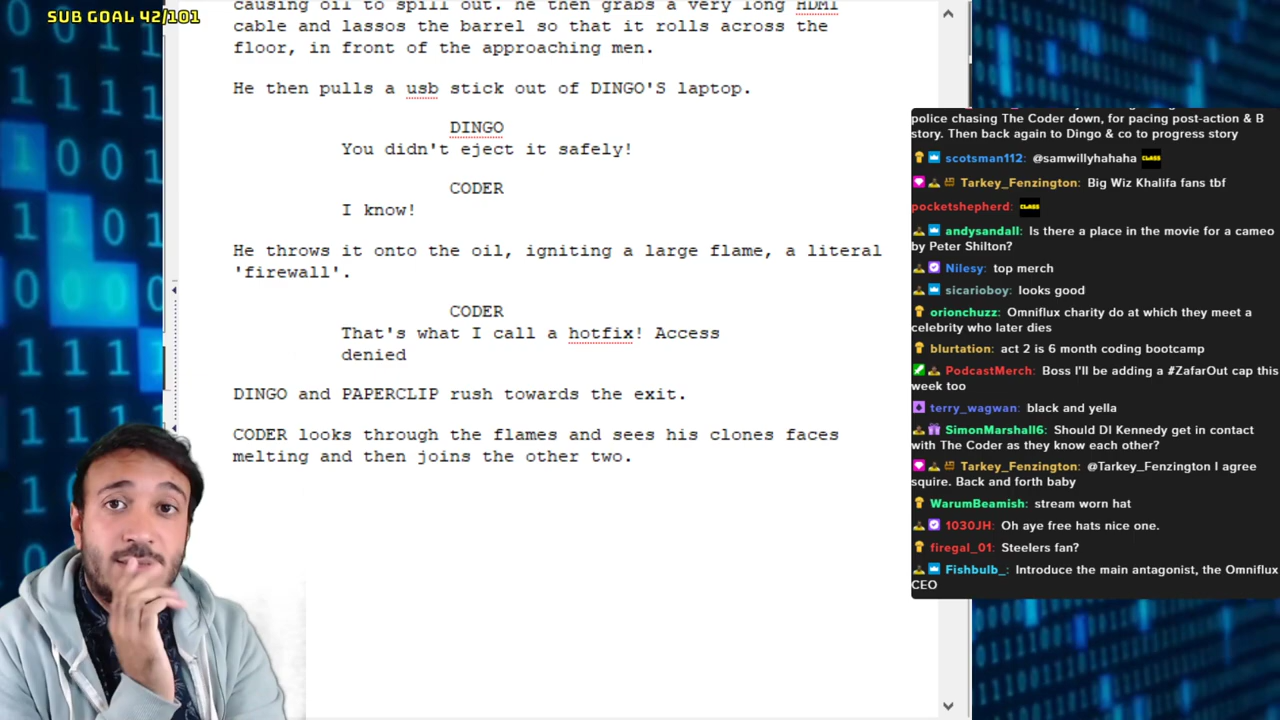 SUB GOAL 42/101
causing oil to spill out. He then grabs a very long HDMI
cable and lassos the barrel so that it rolls across the
floor, in front of the approaching men.
He then pulls a usb stick out of DINGO'S laptop.
DINGO
You didn't eject it safely!
CODER
I know!
He throws it onto the oil, igniting a large flame, a literal
'firewall'.
CODER
That's what I call a hotfix! Access
denied
DINGO and PAPERCLIP rush towards the exit.
CODER looks through the flames and sees his clones faces
melting and then joins the other two.
police chasing The Coder down, for pacing post-action & B
story. Then back again to Dingo & co to progress story
scotsman112: @samwillyhahaha CLASS
Tarkey_Fenzington: Big Wiz Khalifa fans tbf
pocketshepherd: CLASS
andysandall: Is there a place in the movie for a cameo
by Peter Shilton?
Nilesy: top merch
sicarioboy: looks good
orionchuzz: Omniflux charity do at which they meet a
celebrity who later dies
blurtation: act 2 is 6 month coding bootcamp
PodcastMerch: Boss I'll be adding a #ZafarOut cap this
week too
terry_wagwan: black and yella
SimonMarshall6: Should DI Kennedy get in contact
with The Coder as they know each other?
Tarkey_Fenzington: @Tarkey_Fenzington I agree
squire. Back and forth baby
WarumBeamish: stream worn hat
1030JH: Oh aye free hats nice one.
firegal_01: Steelers fan?
Fishbulb_: Introduce the main antagonist, the Omniflux
CEO